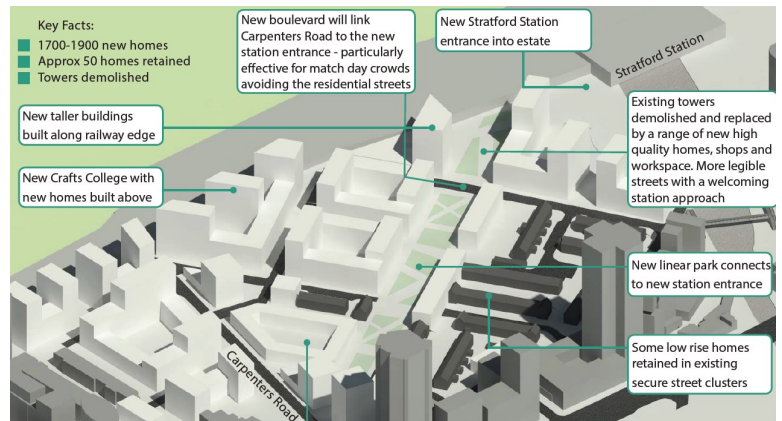 Key Facts:
1700-1900 new homes
Approx 50 homes retained
Towers demolished
New boulevard will link
Carpenters Road to the new
station entrance - particularly
effective for match day crowds
avoiding the residential streets
New Stratford Station
entrance into estate
Stratford Station
New taller buildings
built along railway edge
Existing towers
demolished and replaced
by a range of new high
quality homes, shops and
workspace. More legible
streets with a welcoming
station approach
New Crafts College with
new homes built above
New linear park connects
to new station entrance
Some low rise homes
retained in existing
secure street clusters
Carpenters Road